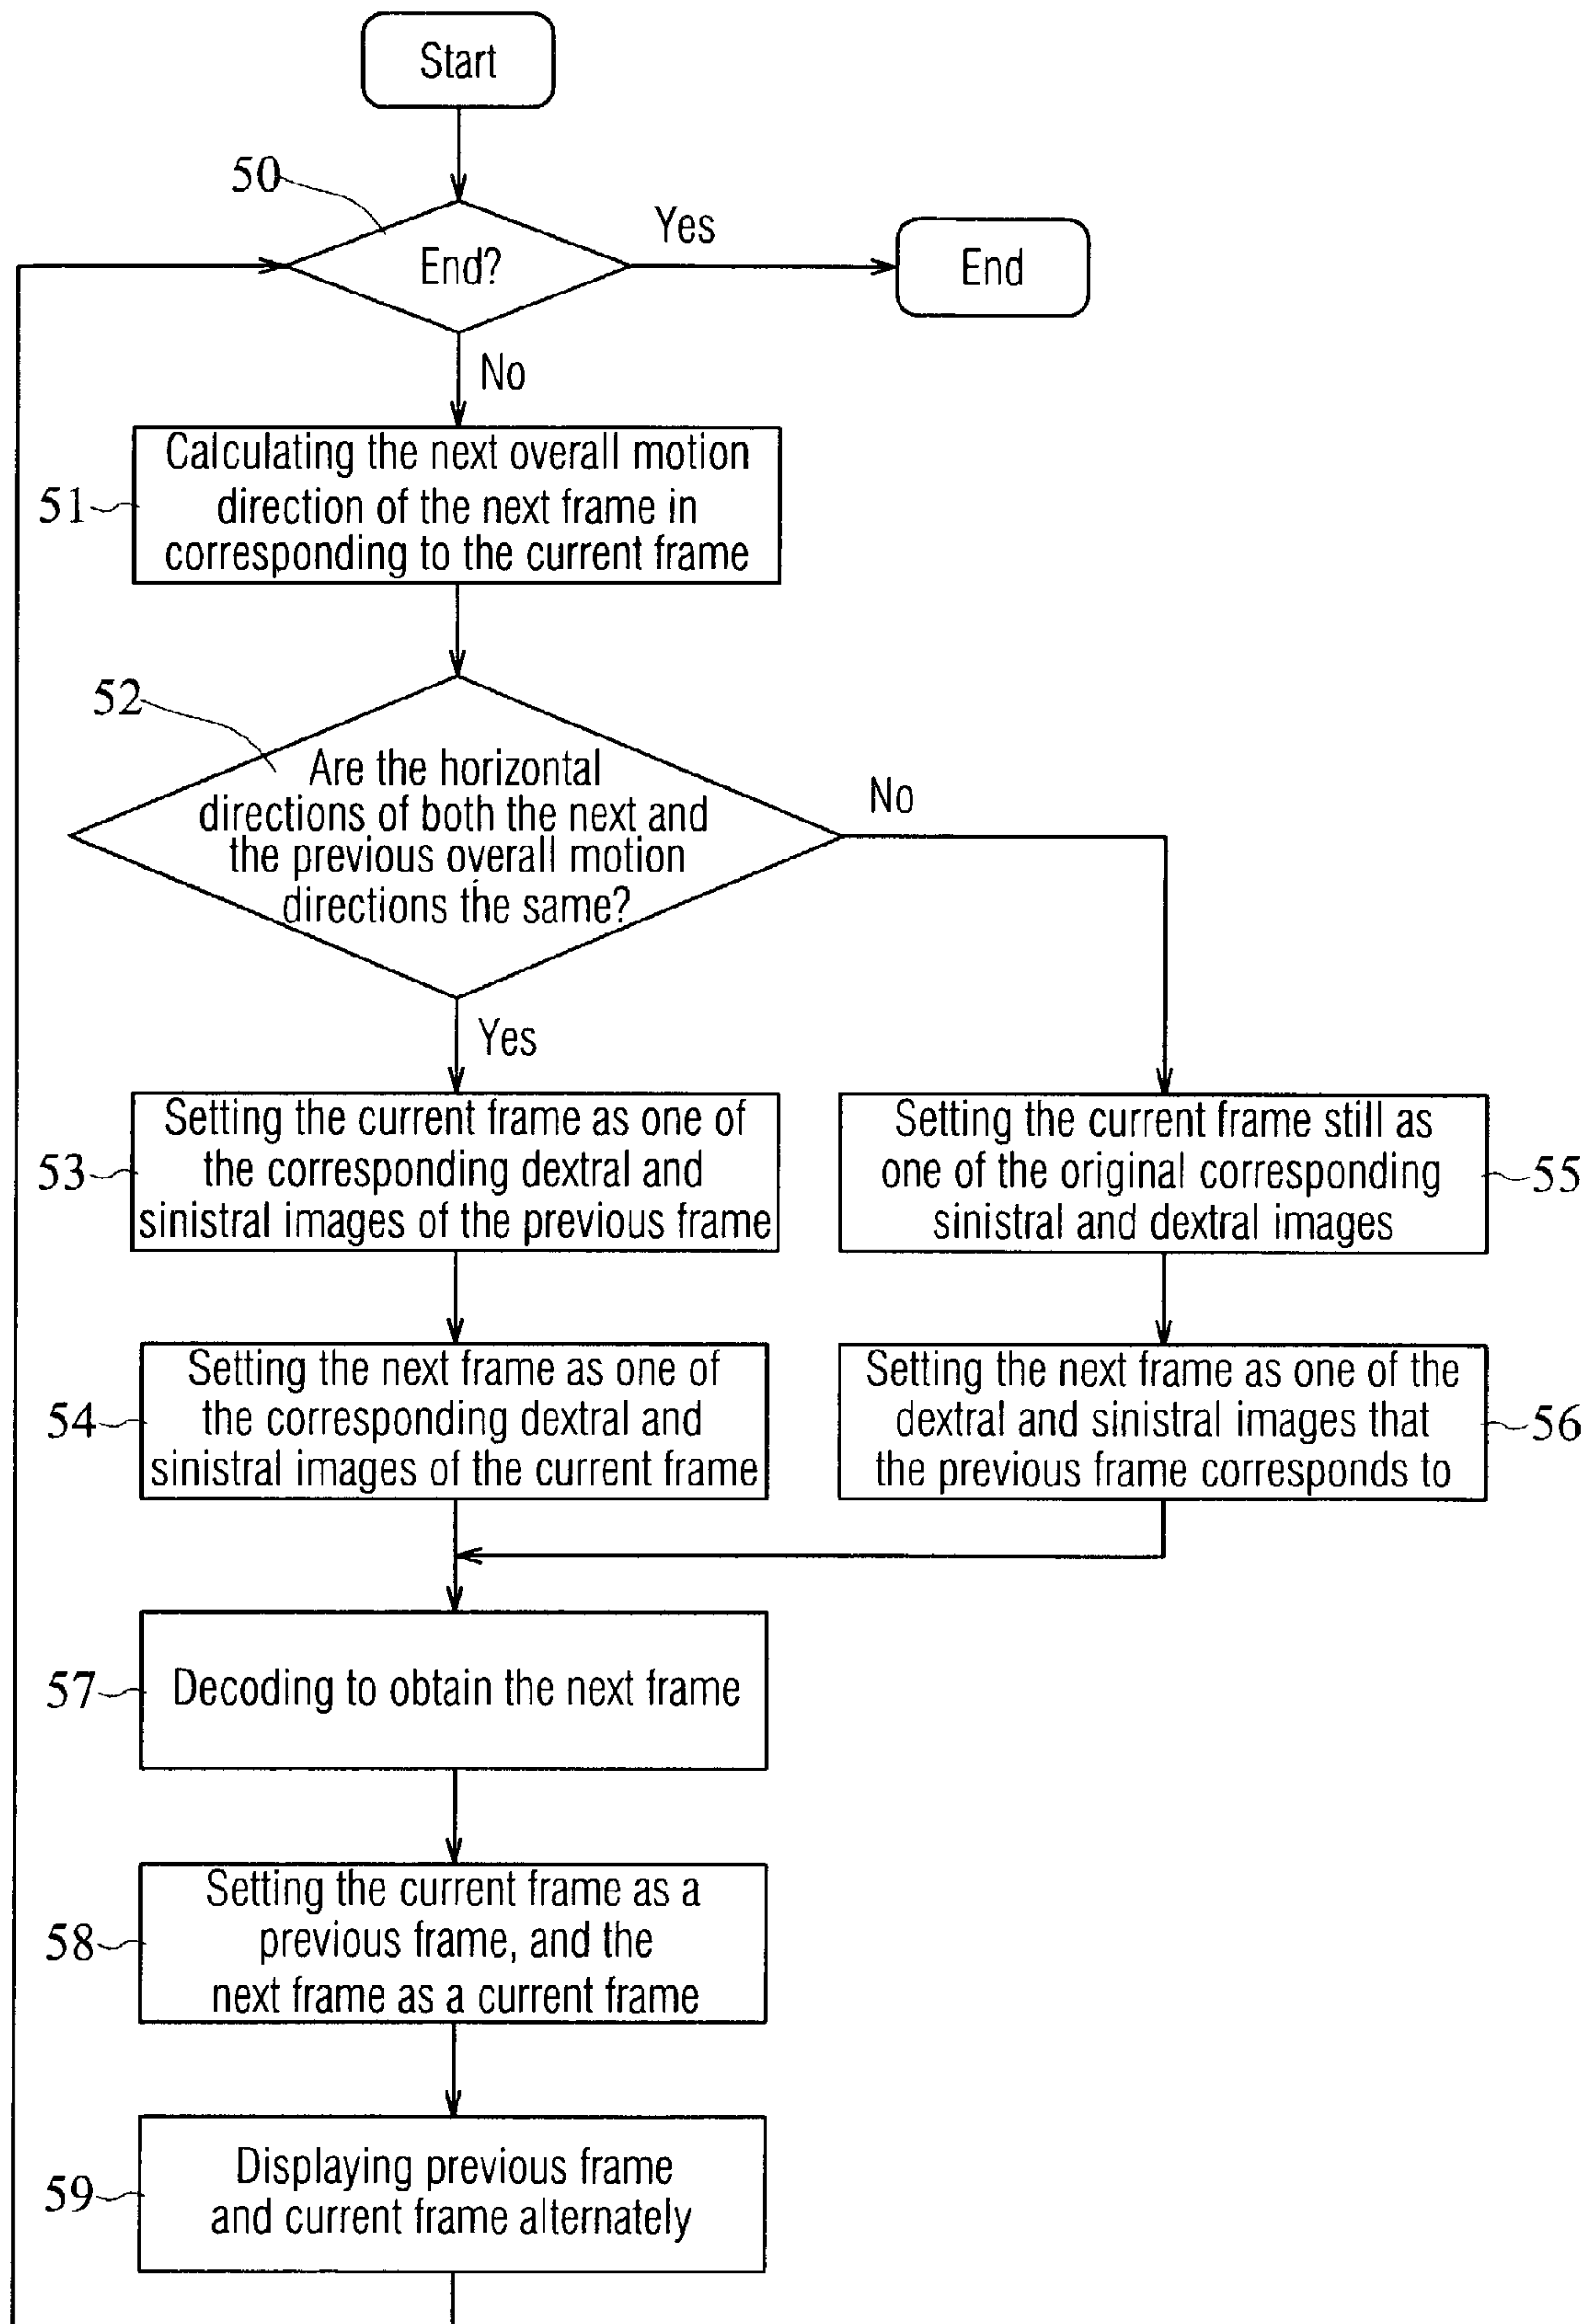 Start
50
End?
Yes
End
No
51
Calculating the next overall motion
direction of the next frame in
corresponding to the current frame
52
Are the horizontal
directions of both the next and
the previous overall motion
directions the same?
No
Yes
53
Setting the current frame as one of
the corresponding dextral and
sinistral images of the previous frame
Setting the current frame still as
one of the original corresponding
sinistral and dextral images
55
54
Setting the next frame as one of
the corresponding dextral and
sinistral images of the current frame
Setting the next frame as one of the
dextral and sinistral images that
the previous frame corresponds to
56
57
Decoding to obtain the next frame
58
Setting the current frame as a
previous frame, and the
next frame as a current frame
59
Displaying previous frame
and current frame alternately